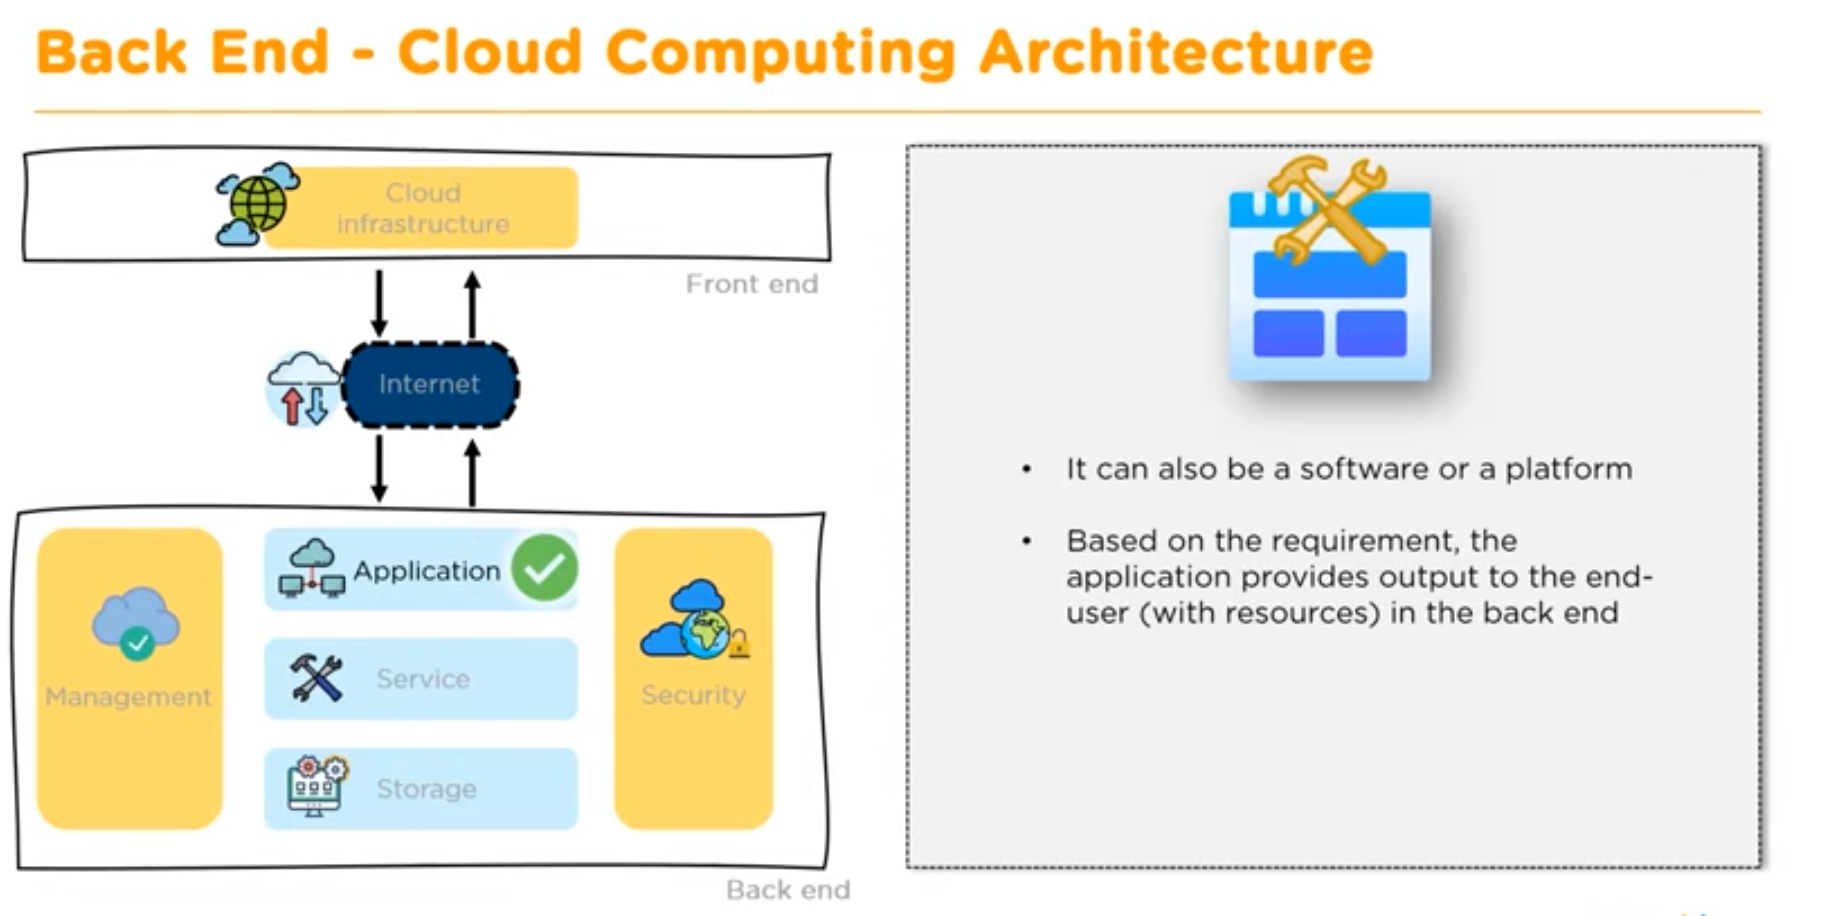 Back End - Cloud Computing Architecture
Cloud
infrastructure
Front end
Internet
Management
Application
Service
Storage
Security
Back end
• It can also be a software or a platform
• Based on the requirement, the
application provides output to the end-
user (with resources) in the back end